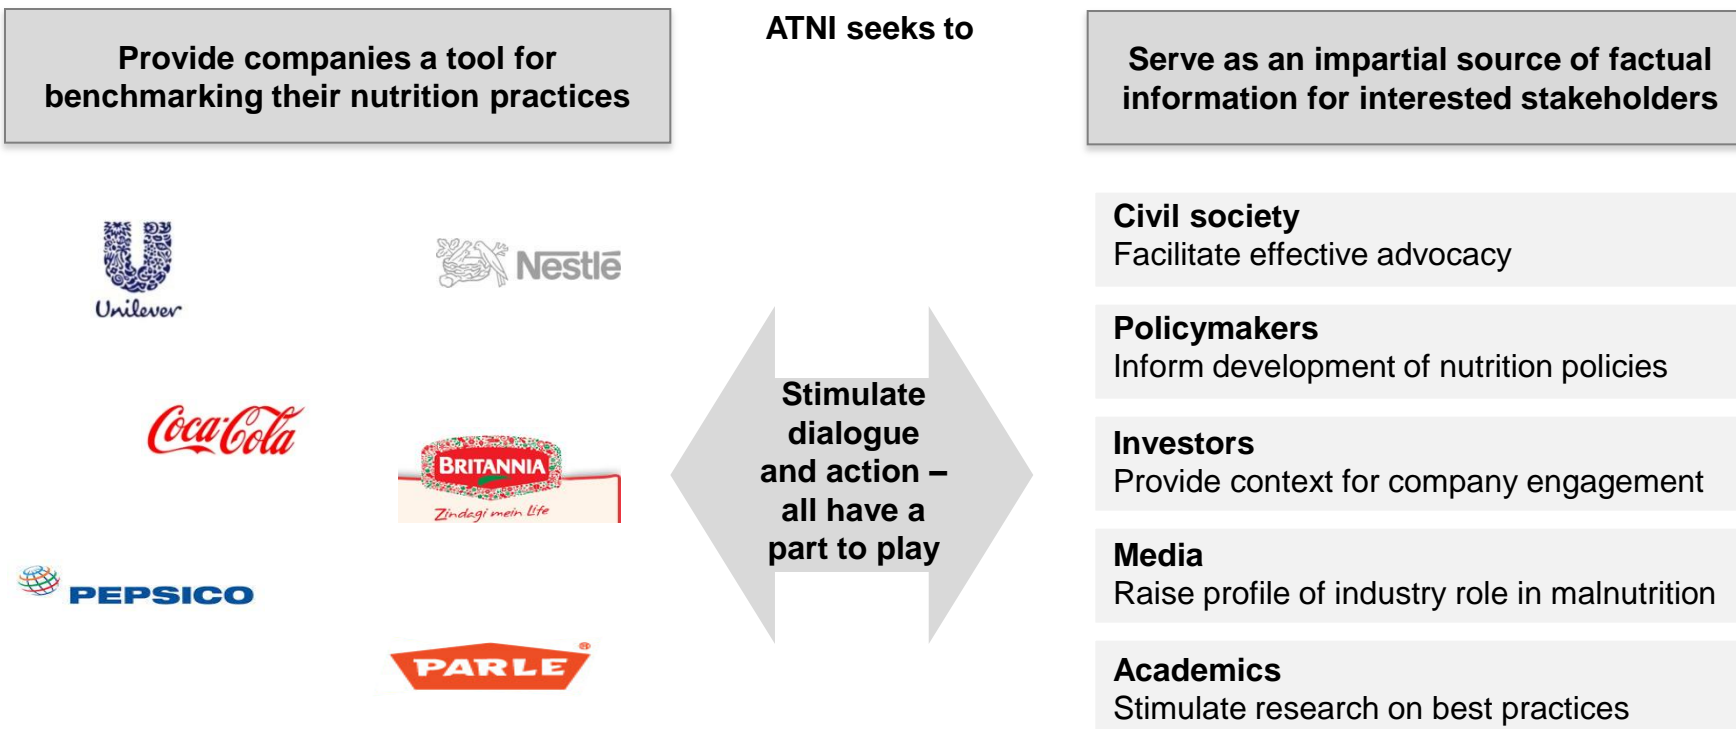 ATNI seeks to
Provide companies a tool for
benchmarking their nutrition practices
Serve as an impartial source of factual
information for interested stakeholders
Unilever
Nestlé
Coca-Cola
BRITANNIA
Zindagi mein Life
PEPSICO
PARLE
®
Stimulate
dialogue
and action –
all have a
part to play
Civil society
Facilitate effective advocacy
Policymakers
Inform development of nutrition policies
Investors
Provide context for company engagement
Media
Raise profile of industry role in malnutrition
Academics
Stimulate research on best practices